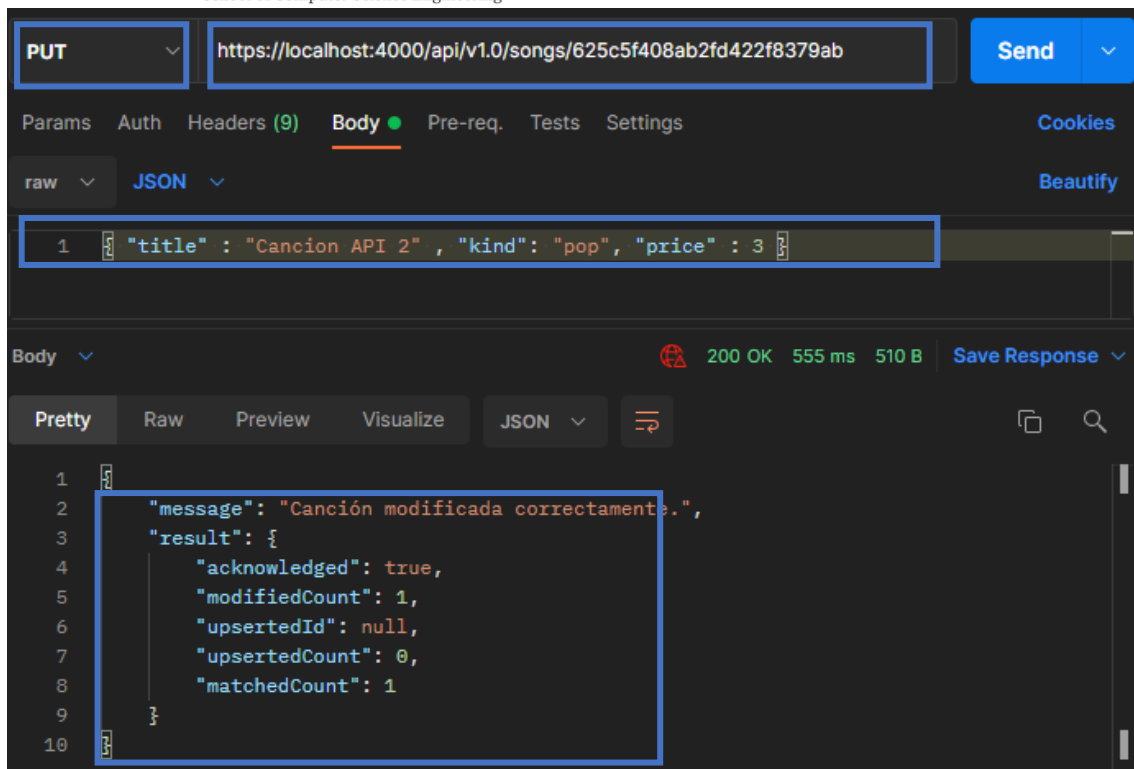 PUT https://localhost:4000/api/v1.0/songs/625c5f408ab2fd422f8379ab Send
Params Auth Headers (9) Body Pre-req. Tests Settings Cookies
raw JSON Beautify
1 { "title" : "Cancion API 2" , "kind": "pop", "price" : 3 }
Body 200 OK 555 ms 510 B Save Response
Pretty Raw Preview Visualize JSON
1 {
2 "message": "Canción modificada correctamente.",
3 "result": {
4 "acknowledged": true,
5 "modifiedCount": 1,
6 "upsertedId": null,
7 "upsertedCount": 0,
8 "matchedCount": 1
9 }
10 }